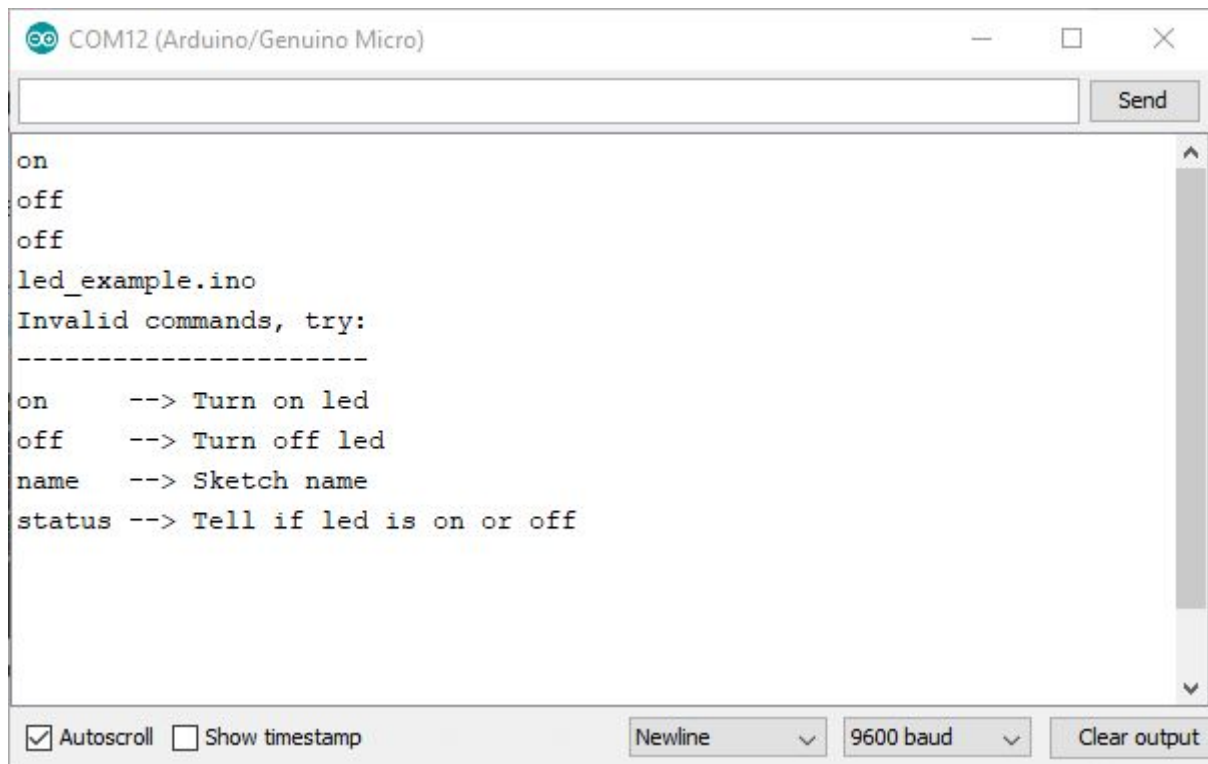 COM12 (Arduino/Genuino Micro)
Send
on
off
off
led_example.ino
Invalid commands, try:
----------------------
on     --> Turn on led
off    --> Turn off led
name   --> Sketch name
status --> Tell if led is on or off
Autoscroll Show timestamp Newline 9600 baud Clear output